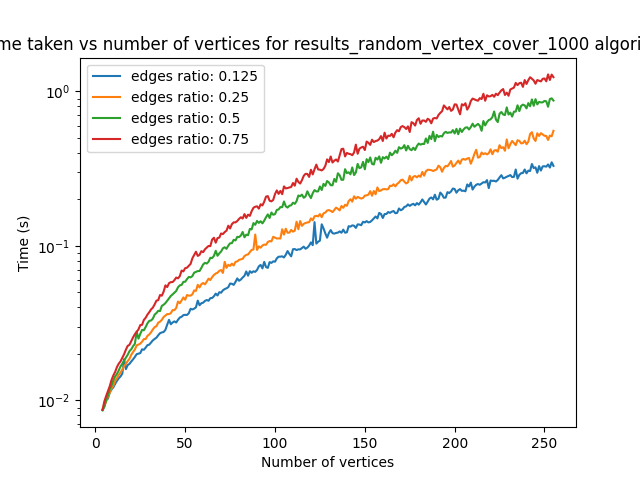 me taken vs number of vertices for results_random_vertex_cover_1000 algori
edges ratio: 0.125
edges ratio: 0.25
edges ratio: 0.5
edges ratio: 0.75
Time (s)
10⁰
10⁻¹
10⁻²
0 50 100 150 200 250
Number of vertices